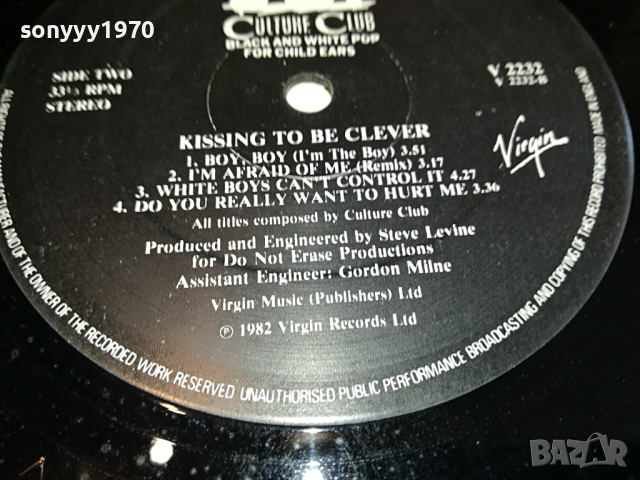 sonyyy1970
CULTURE CLUB
BLACK AND WHITE POP
FOR CHILD EARS
SIDE TWO
33⅓ RPM
STEREO
V 2232
V 2232-B
KISSING TO BE CLEVER
1. BOY, BOY (I'm The Boy) 3.51
2. I'M AFRAID OF ME (Remix) 3.17
3. WHITE BOYS CAN'T CONTROL IT 4.27
4. DO YOU REALLY WANT TO HURT ME 3.36
All titles composed by Culture Club
Produced and Engineered by Steve Levine
for Do Not Erase Productions
Assistant Engineer: Gordon Milne
Virgin Music (Publishers) Ltd
℗ 1982 Virgin Records Ltd
Virgin
AND OF THE OWNER OF THE RECORDED WORK RESERVED UNAUTHORISED PUBLIC PERFORMANCE BROADCASTING AND COPYING OF THIS RECORD PROHIBITED
BAZAR